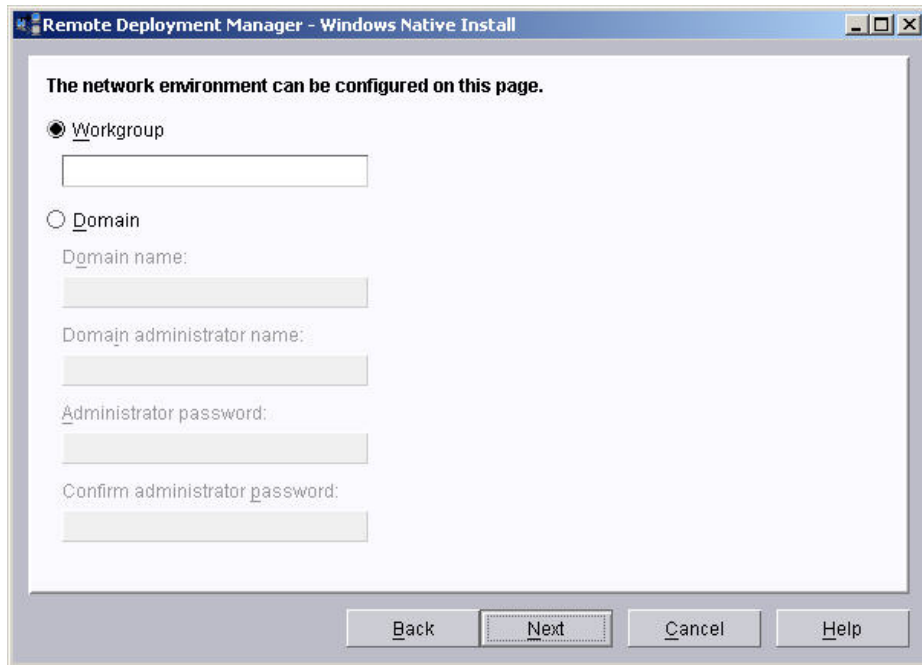 Remote Deployment Manager - Windows Native Install
The network environment can be configured on this page.
Workgroup
Domain
Domain name:
Domain administrator name:
Administrator password:
Confirm administrator password:
Back Next Cancel Help